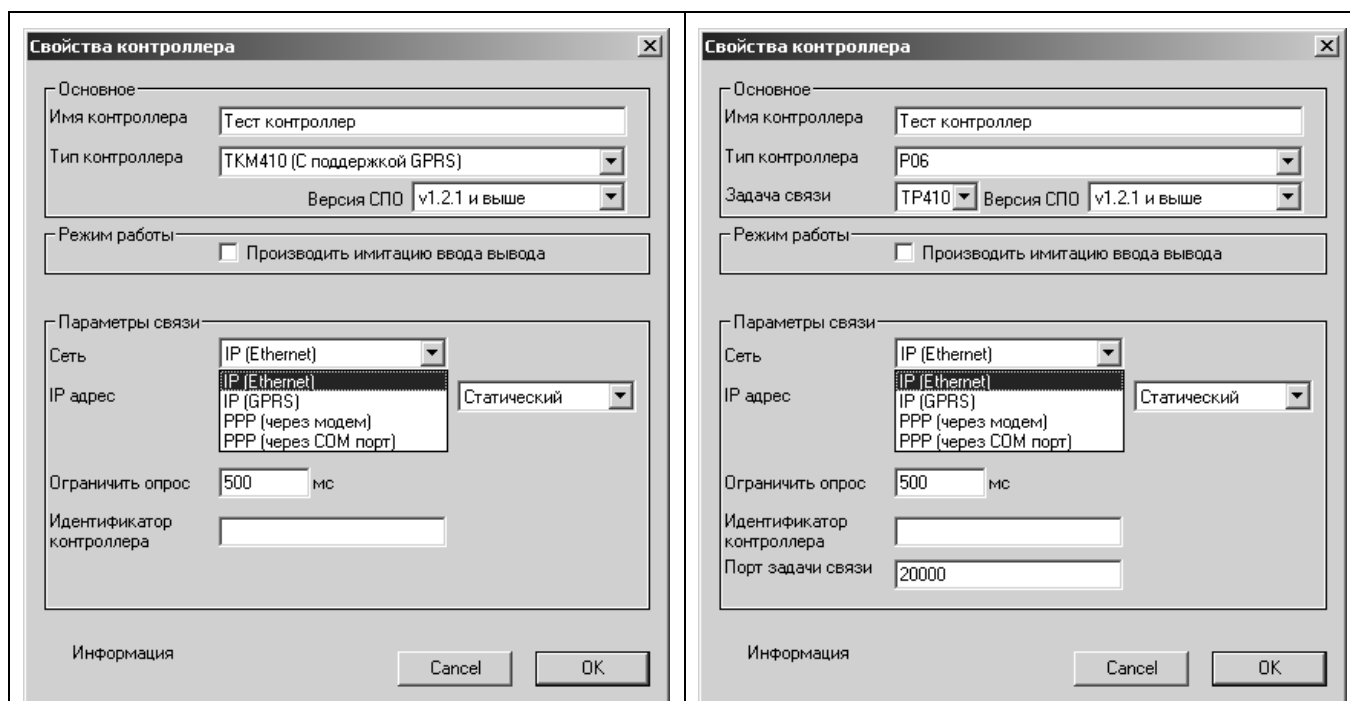 Свойства контроллера
Основное
Имя контроллера Тест контроллер
Тип контроллера ТКМ410 (С поддержкой GPRS)
Версия СПО v1.2.1 и выше
Режим работы
Производить имитацию ввода вывода
Параметры связи
Сеть IP (Ethernet)
IP (Ethernet)
IP адрес IP (GPRS) Статический
PPP (через модем)
PPP (через COM порт)
Ограничить опрос 500 мс
Идентификатор
контроллера
Информация
Cancel OK
Свойства контроллера
Основное
Имя контроллера Тест контроллер
Тип контроллера P06
Задача связи TP410 Версия СПО v1.2.1 и выше
Режим работы
Производить имитацию ввода вывода
Параметры связи
Сеть IP (Ethernet)
IP (Ethernet)
IP адрес IP (GPRS) Статический
PPP (через модем)
PPP (через COM порт)
Ограничить опрос 500 мс
Идентификатор
контроллера
Порт задачи связи 20000
Информация
Cancel OK